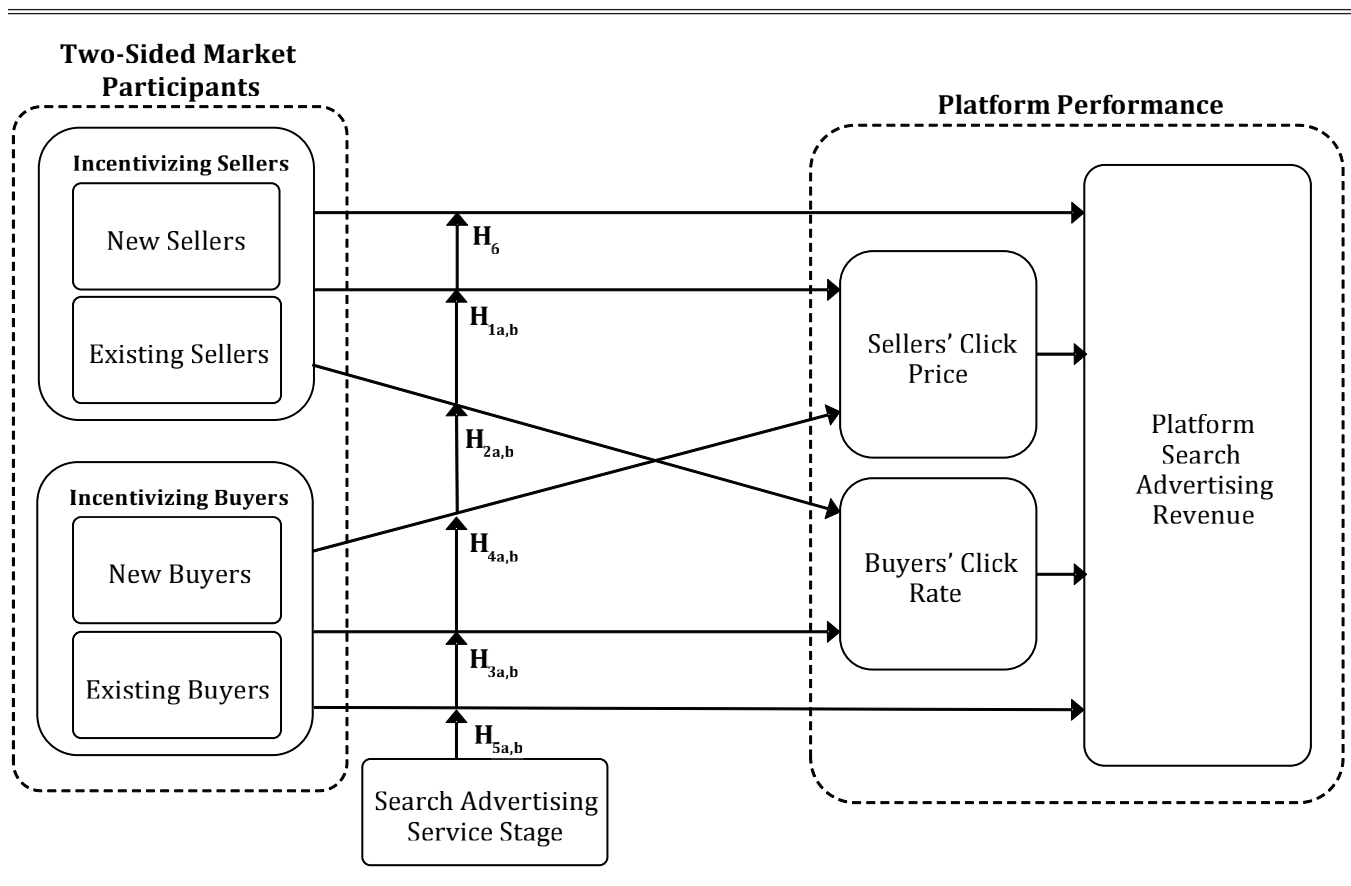 Two-Sided Market
Participants
Incentivizing Sellers
New Sellers
Existing Sellers
Incentivizing Buyers
New Buyers
Existing Buyers
H6
H1a,b
H2a,b
H4a,b
H3a,b
H5a,b
Search Advertising
Service Stage
Platform Performance
Sellers’ Click
Price
Buyers’ Click
Rate
Platform
Search
Advertising
Revenue